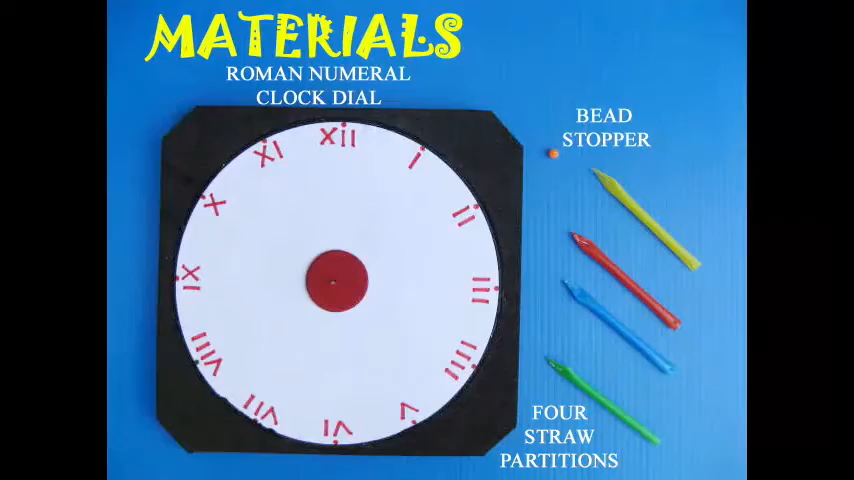 MATERIALS
ROMAN NUMERAL
CLOCK DIAL
BEAD
STOPPER
xii
i
ii
iii
iiii
v
vi
vii
viii
ix
x
xi
FOUR
STRAW
PARTITIONS